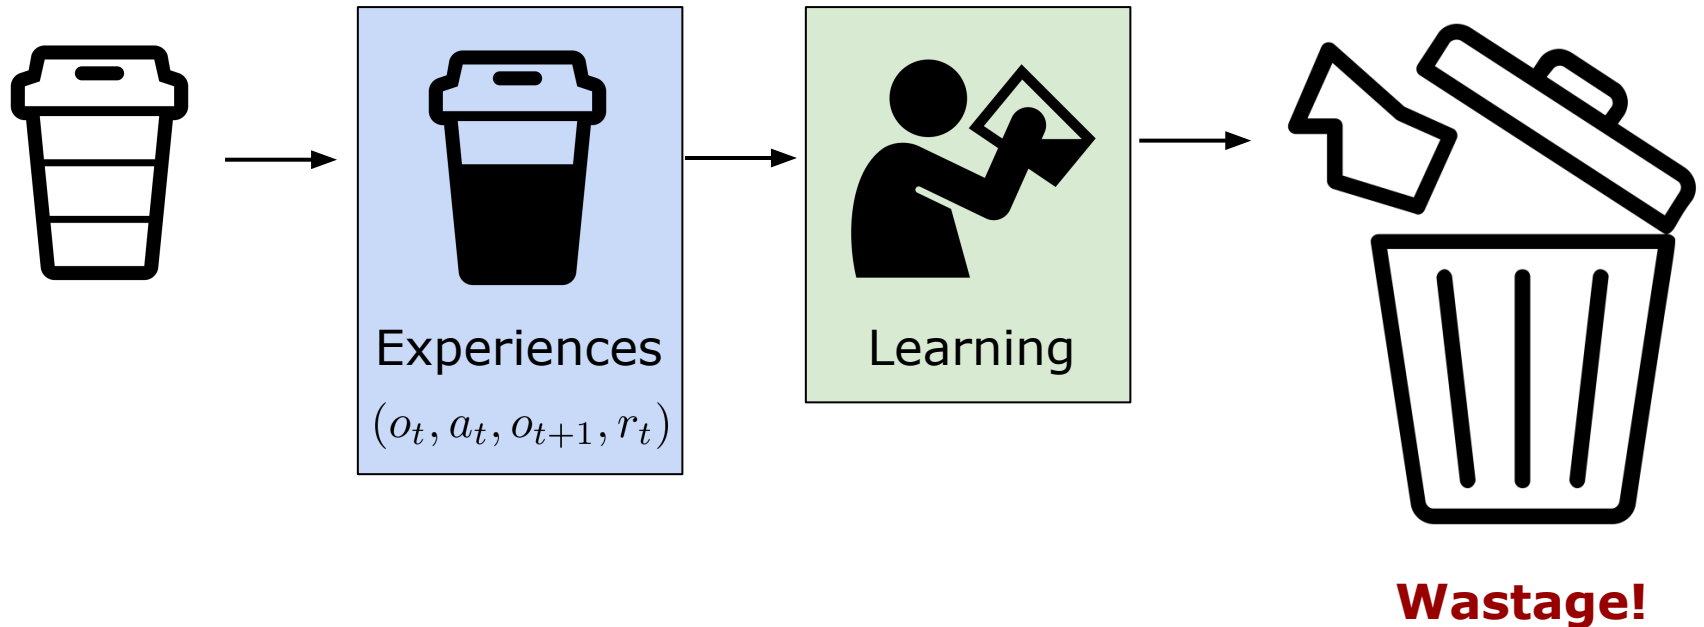 Experiences
(o_t, a_t, o_{t+1}, r_t)
Learning
Wastage!